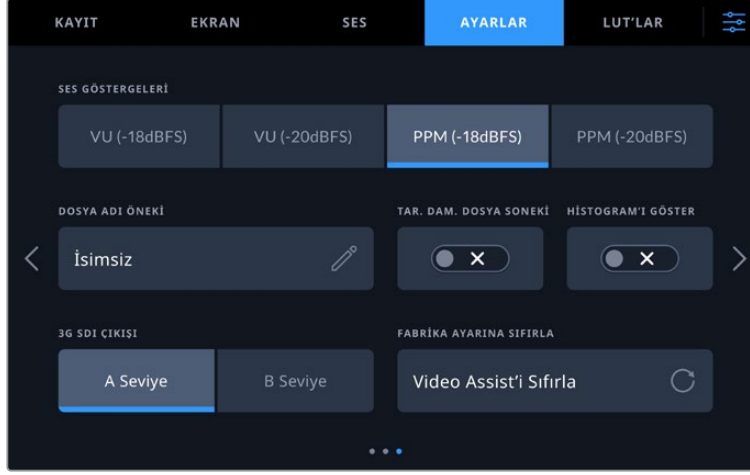 KAYIT EKRAN SES AYARLAR LUT'LAR
SES GÖSTERGELERİ
VU (-18dBFS) VU (-20dBFS) PPM (-18dBFS) PPM (-20dBFS)
DOSYA ADI ÖNEKİ TAR. DAM. DOSYA SONEKİ HİSTOGRAM'I GÖSTER
İsimsiz
3G SDI ÇIKIŞI FABRİKA AYARINA SIFIRLA
A Seviye B Seviye Video Assist'i Sıfırla